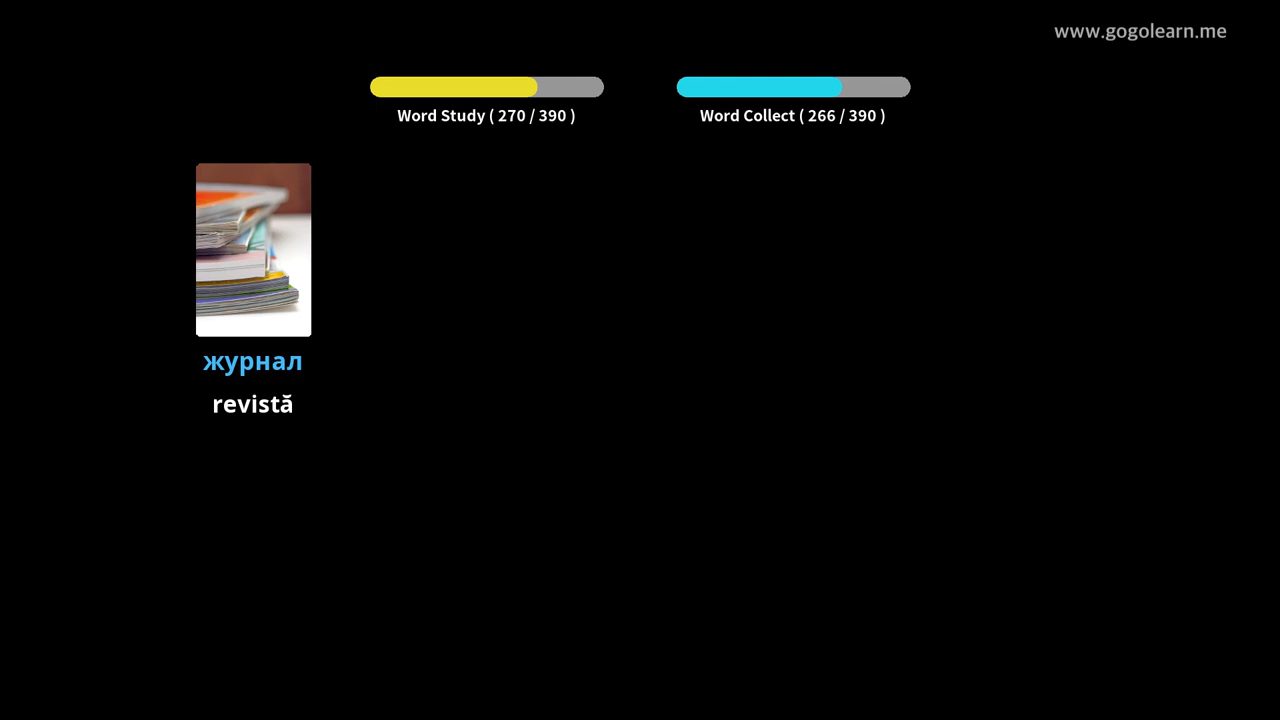 www.gogolearn.me
Word Study ( 270 / 390 )
Word Collect ( 266 / 390 )
журнал
revistă